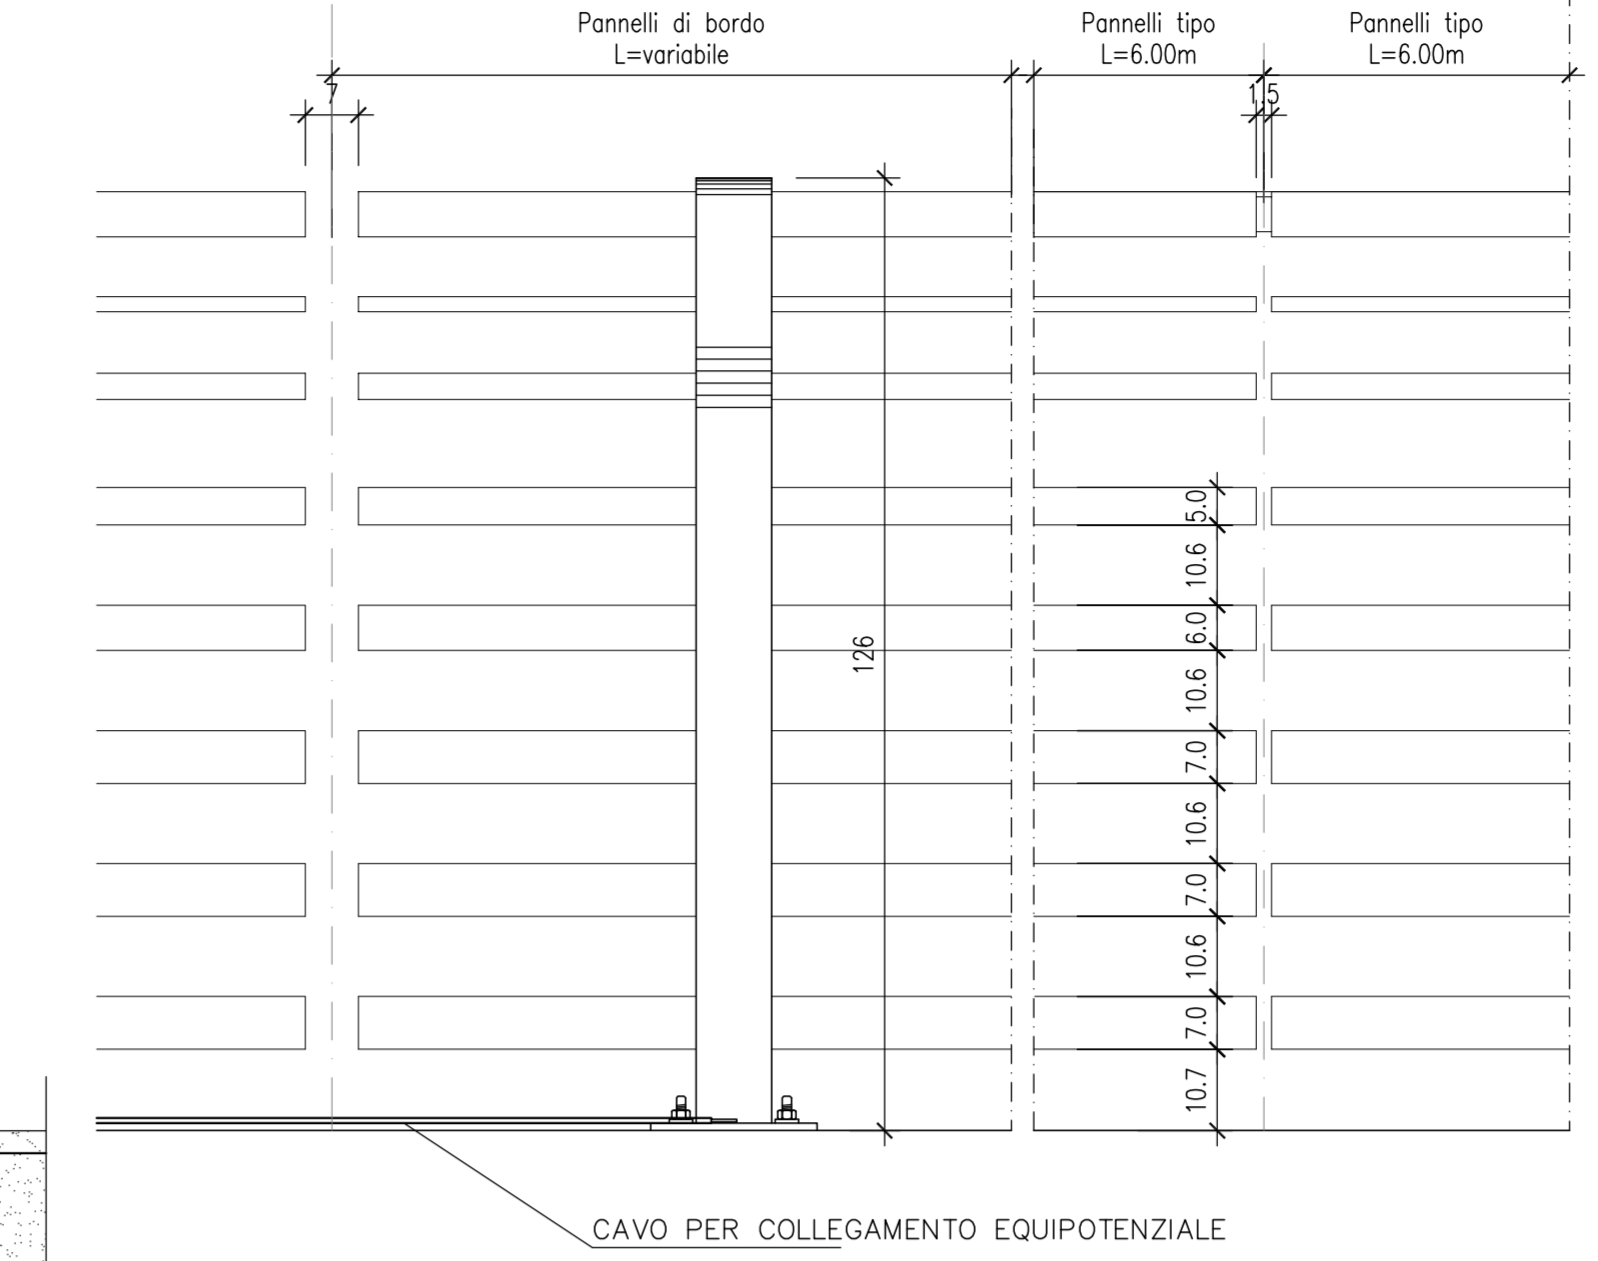 Pannelli di bordo
L=variabile
Pannelli tipo
L=6.00m
Pannelli tipo
L=6.00m
7
1.5
126
5.0
10.6
6.0
10.6
7.0
10.6
7.0
10.6
7.0
10.7
CAVO PER COLLEGAMENTO EQUIPOTENZIALE